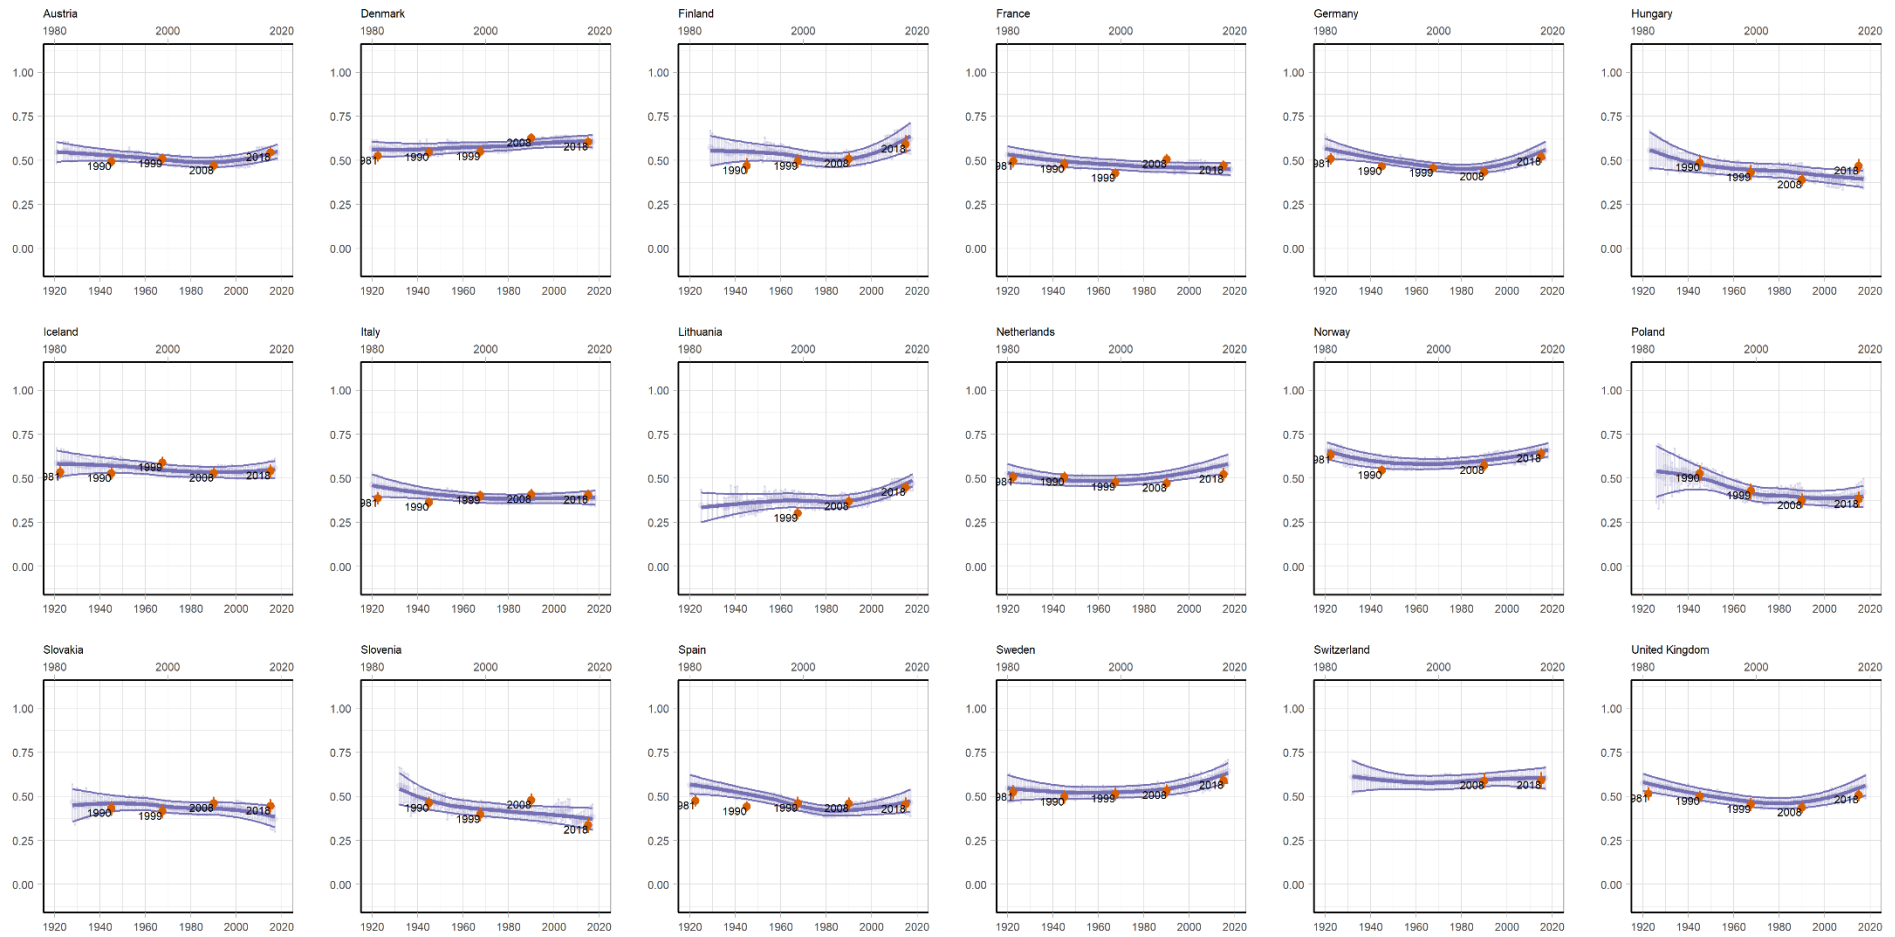 Austria Denmark Finland France Germany Hungary
1980 2000 2020 1980 2000 2020 1980 2000 2020 1980 2000 2020 1980 2000 2020 1980 2000 2020
1.00 1.00 1.00 1.00 1.00 1.00
0.75 0.75 0.75 0.75 0.75 0.75
0.50 0.50 0.50 0.50 0.50 0.50
1990 1999 2008 2018 981 1990 1999 2008 2018 1990 1999 2008 2018 981 1990 1999 2008 2018 981 1990 1999 2008 2018 1990 1999 2008 2018
0.25 0.25 0.25 0.25 0.25 0.25
0.00 0.00 0.00 0.00 0.00 0.00
1920 1940 1960 1980 2000 2020 1920 1940 1960 1980 2000 2020 1920 1940 1960 1980 2000 2020 1920 1940 1960 1980 2000 2020 1920 1940 1960 1980 2000 2020 1920 1940 1960 1980 2000 2020
Iceland Italy Lithuania Netherlands Norway Poland
1980 2000 2020 1980 2000 2020 1980 2000 2020 1980 2000 2020 1980 2000 2020 1980 2000 2020
1.00 1.00 1.00 1.00 1.00 1.00
0.75 0.75 0.75 0.75 0.75 0.75
0.50 0.50 0.50 0.50 0.50 0.50
981 1990 1999 2008 2018 981 1990 1999 2008 2018 1999 2008 2018 981 1990 1999 2008 2018 981 1990 2008 2018 1990 1999 2008 2018
0.25 0.25 0.25 0.25 0.25 0.25
0.00 0.00 0.00 0.00 0.00 0.00
1920 1940 1960 1980 2000 2020 1920 1940 1960 1980 2000 2020 1920 1940 1960 1980 2000 2020 1920 1940 1960 1980 2000 2020 1920 1940 1960 1980 2000 2020 1920 1940 1960 1980 2000 2020
Slovakia Slovenia Spain Sweden Switzerland United Kingdom
1980 2000 2020 1980 2000 2020 1980 2000 2020 1980 2000 2020 1980 2000 2020 1980 2000 2020
1.00 1.00 1.00 1.00 1.00 1.00
0.75 0.75 0.75 0.75 0.75 0.75
0.50 0.50 0.50 0.50 0.50 0.50
1990 1999 2008 2018 1990 1999 2008 2018 981 1990 1999 2008 2018 981 1990 1999 2008 2018 2008 2018 981 1990 1999 2008 2018
0.25 0.25 0.25 0.25 0.25 0.25
0.00 0.00 0.00 0.00 0.00 0.00
1920 1940 1960 1980 2000 2020 1920 1940 1960 1980 2000 2020 1920 1940 1960 1980 2000 2020 1920 1940 1960 1980 2000 2020 1920 1940 1960 1980 2000 2020 1920 1940 1960 1980 2000 2020